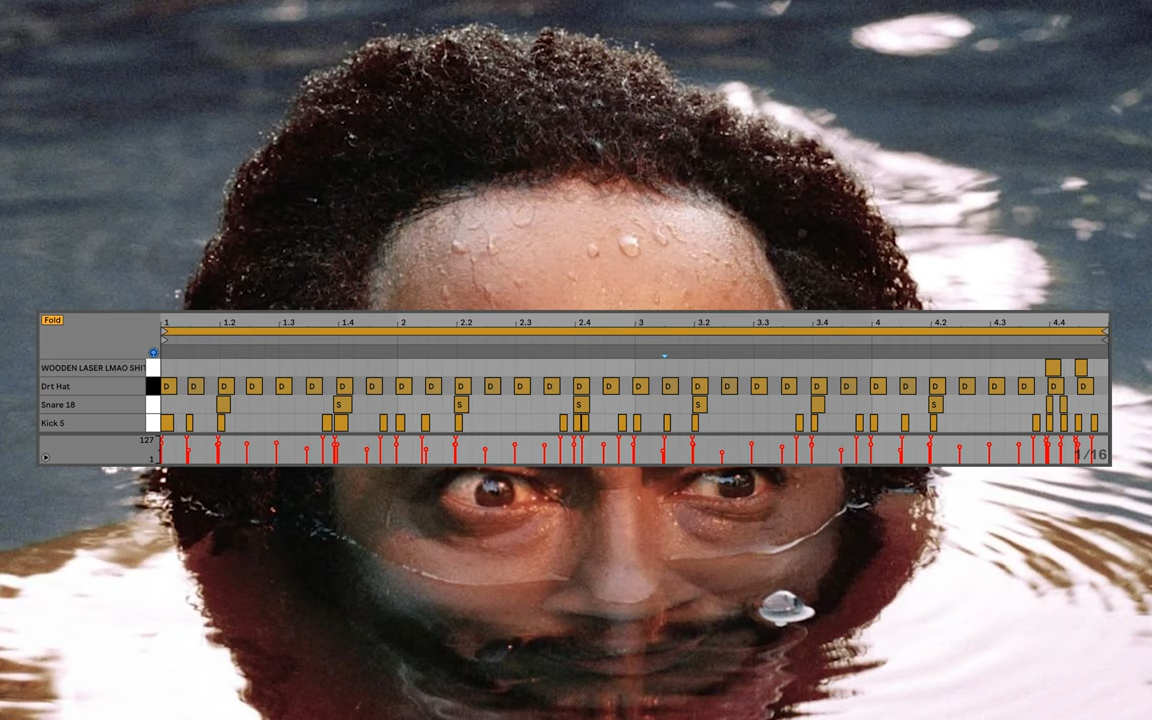 Fold
1 1.2 1.3 1.4 2 2.2 2.3 2.4 3 3.2 3.3 3.4 4 4.2 4.3 4.4
WOODEN LASER LMAO SHIT
Drt Hat D D D D D D D D D D D D D D D D D D D D D D D D D D D D D D D D
Snare 18 S S S S S
Kick 5
127
1
1/16